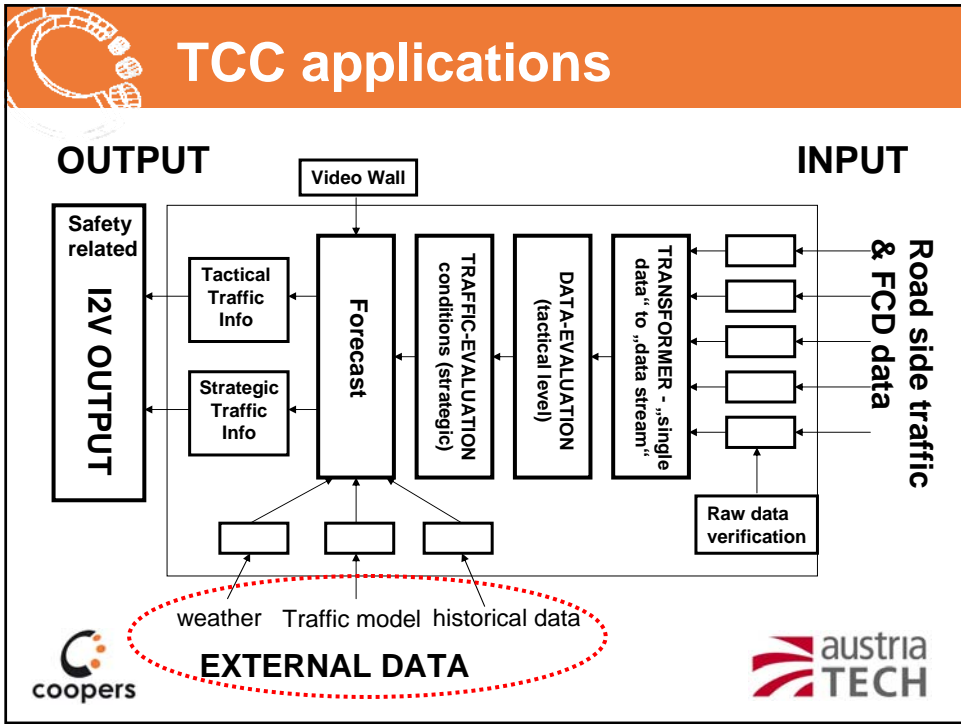 TCC applications
OUTPUT
INPUT
Video Wall
Safety
related
I2V OUTPUT
Tactical
Traffic
Info
Strategic
Traffic
Info
Forecast
TRAFFIC-EVALUATION
conditions (strategic)
DATA-EVALUATION
(tactical level)
TRANSFORMER - „single
data“ to „data stream“
Road side traffic
& FCD data
Raw data
verification
weather
Traffic model
historical data
EXTERNAL DATA
coopers
austria
TECH